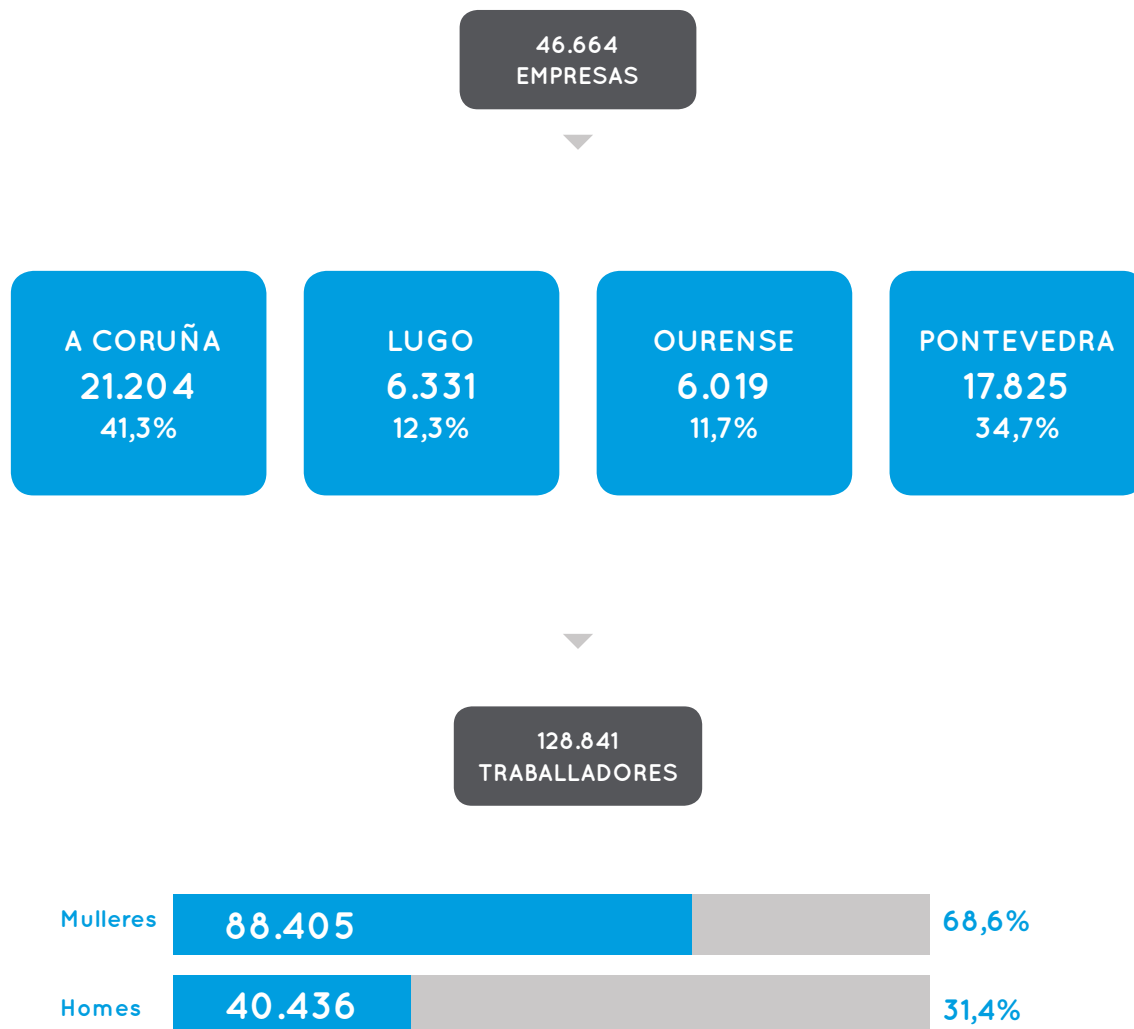 46.664
EMPRESAS
A CORUÑA
21.204
41,3%
LUGO
6.331
12,3%
OURENSE
6.019
11,7%
PONTEVEDRA
17.825
34,7%
128.841
TRABALLADORES
Mulleres 88.405 68,6%
Homes 40.436 31,4%